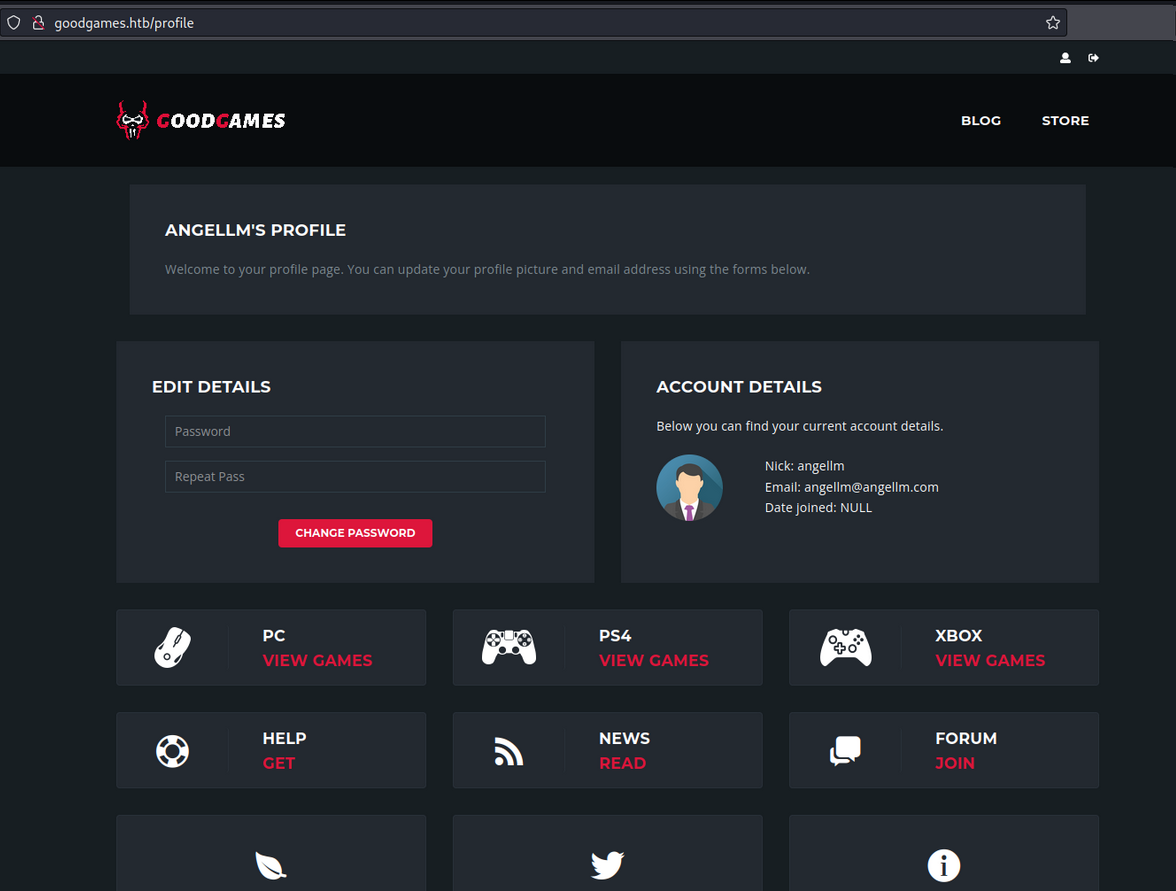 goodgames.htb/profile
GOODGAMES
BLOG
STORE
ANGELLM'S PROFILE
Welcome to your profile page. You can update your profile picture and email address using the forms below.
EDIT DETAILS
Password
Repeat Pass
CHANGE PASSWORD
ACCOUNT DETAILS
Below you can find your current account details.
Nick: angellm
Email: angellm@angellm.com
Date joined: NULL
PC
VIEW GAMES
PS4
VIEW GAMES
XBOX
VIEW GAMES
HELP
GET
NEWS
READ
FORUM
JOIN